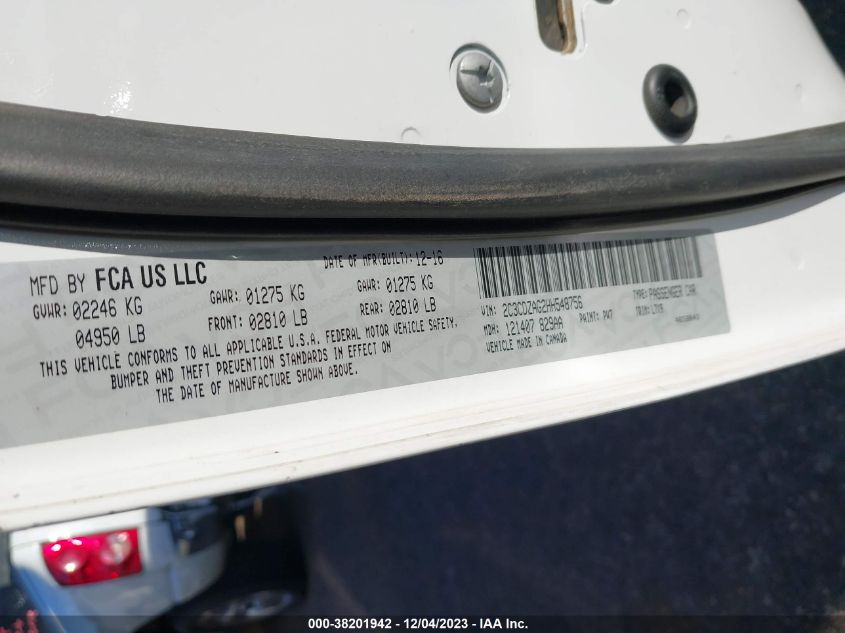 MFD BY FCA US LLC
DATE OF MFR(BUILT): 12-16
GVWR: 02246 KG
04950 LB
GAWR: 01275 KG
FRONT: 02810 LB
GAWR: 01275 KG
REAR: 02810 LB
THIS VEHICLE CONFORMS TO ALL APPLICABLE U.S.A. FEDERAL MOTOR VEHICLE SAFETY,
BUMPER AND THEFT PREVENTION STANDARDS IN EFFECT ON
THE DATE OF MANUFACTURE SHOWN ABOVE.
VIN: 2C3CDZAG2HH548756
TYPE: PASSENGER CAR
MDH: 121407 829AA
PAINT: PW7
TRIM:
VEHICLE MADE IN CANADA
000-38201942 - 12/04/2023 - IAA Inc.